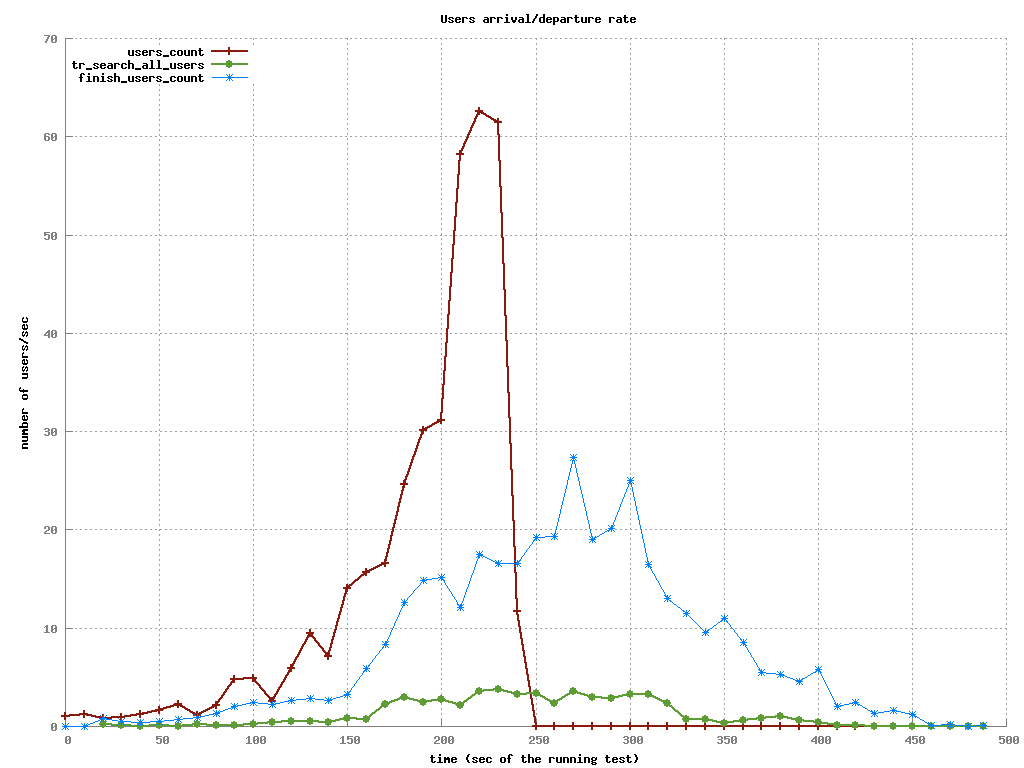 Users arrival/departure rate
users_count
tr_search_all_users
finish_users_count
70
60
50
40
30
20
10
0
number of users/sec
0 50 100 150 200 250 300 350 400 450 500
time (sec of the running test)